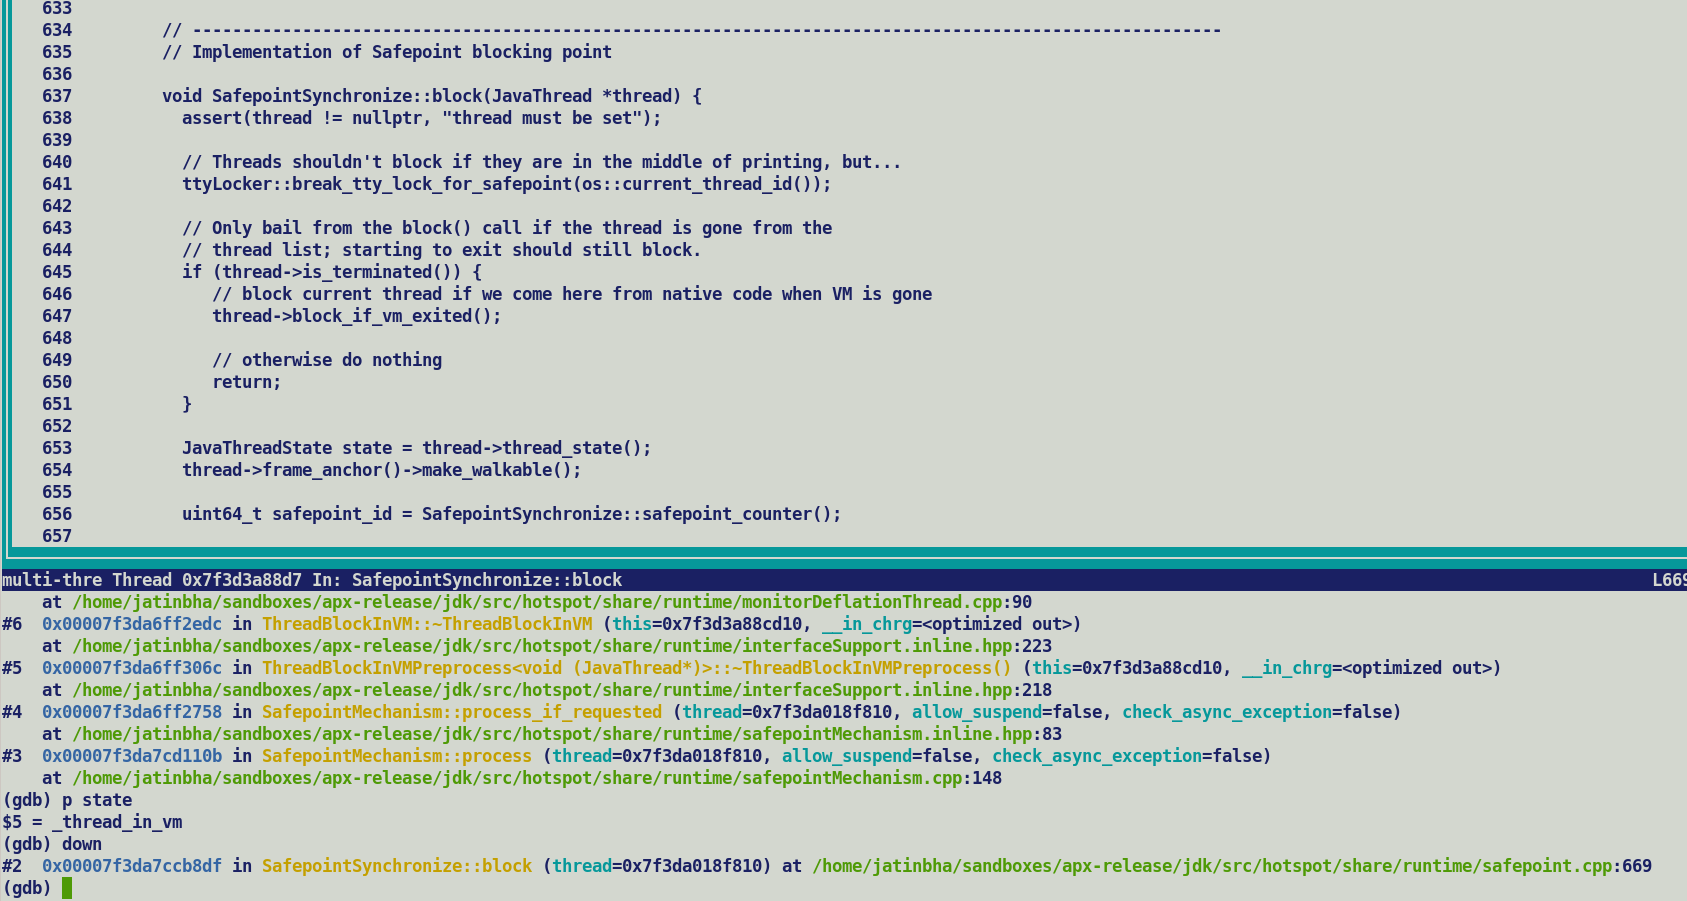 633
634 // -------------------------------------------------------------------------------------------------------
635 // Implementation of Safepoint blocking point
636
637 void SafepointSynchronize::block(JavaThread *thread) {
638 assert(thread != nullptr, "thread must be set");
639
640 // Threads shouldn't block if they are in the middle of printing, but...
641 ttyLocker::break_tty_lock_for_safepoint(os::current_thread_id());
642
643 // Only bail from the block() call if the thread is gone from the
644 // thread list; starting to exit should still block.
645 if (thread->is_terminated()) {
646 // block current thread if we come here from native code when VM is gone
647 thread->block_if_vm_exited();
648
649 // otherwise do nothing
650 return;
651 }
652
653 JavaThreadState state = thread->thread_state();
654 thread->frame_anchor()->make_walkable();
655
656 uint64_t safepoint_id = SafepointSynchronize::safepoint_counter();
657
multi-thre Thread 0x7f3d3a88d7 In: SafepointSynchronize::block L669
at /home/jatinbha/sandboxes/apx-release/jdk/src/hotspot/share/runtime/monitorDeflationThread.cpp:90
#6 0x00007f3da6ff2edc in ThreadBlockInVM::~ThreadBlockInVM (this=0x7f3d3a88cd10, __in_chrg=<optimized out>)
at /home/jatinbha/sandboxes/apx-release/jdk/src/hotspot/share/runtime/interfaceSupport.inline.hpp:223
#5 0x00007f3da6ff306c in ThreadBlockInVMPreprocess<void (JavaThread*)>::~ThreadBlockInVMPreprocess() (this=0x7f3d3a88cd10, __in_chrg=<optimized out>)
at /home/jatinbha/sandboxes/apx-release/jdk/src/hotspot/share/runtime/interfaceSupport.inline.hpp:218
#4 0x00007f3da6ff2758 in SafepointMechanism::process_if_requested (thread=0x7f3da018f810, allow_suspend=false, check_async_exception=false)
at /home/jatinbha/sandboxes/apx-release/jdk/src/hotspot/share/runtime/safepointMechanism.inline.hpp:83
#3 0x00007f3da7cd110b in SafepointMechanism::process (thread=0x7f3da018f810, allow_suspend=false, check_async_exception=false)
at /home/jatinbha/sandboxes/apx-release/jdk/src/hotspot/share/runtime/safepointMechanism.cpp:148
(gdb) p state
$5 = _thread_in_vm
(gdb) down
#2 0x00007f3da7ccb8df in SafepointSynchronize::block (thread=0x7f3da018f810) at /home/jatinbha/sandboxes/apx-release/jdk/src/hotspot/share/runtime/safepoint.cpp:669
(gdb)